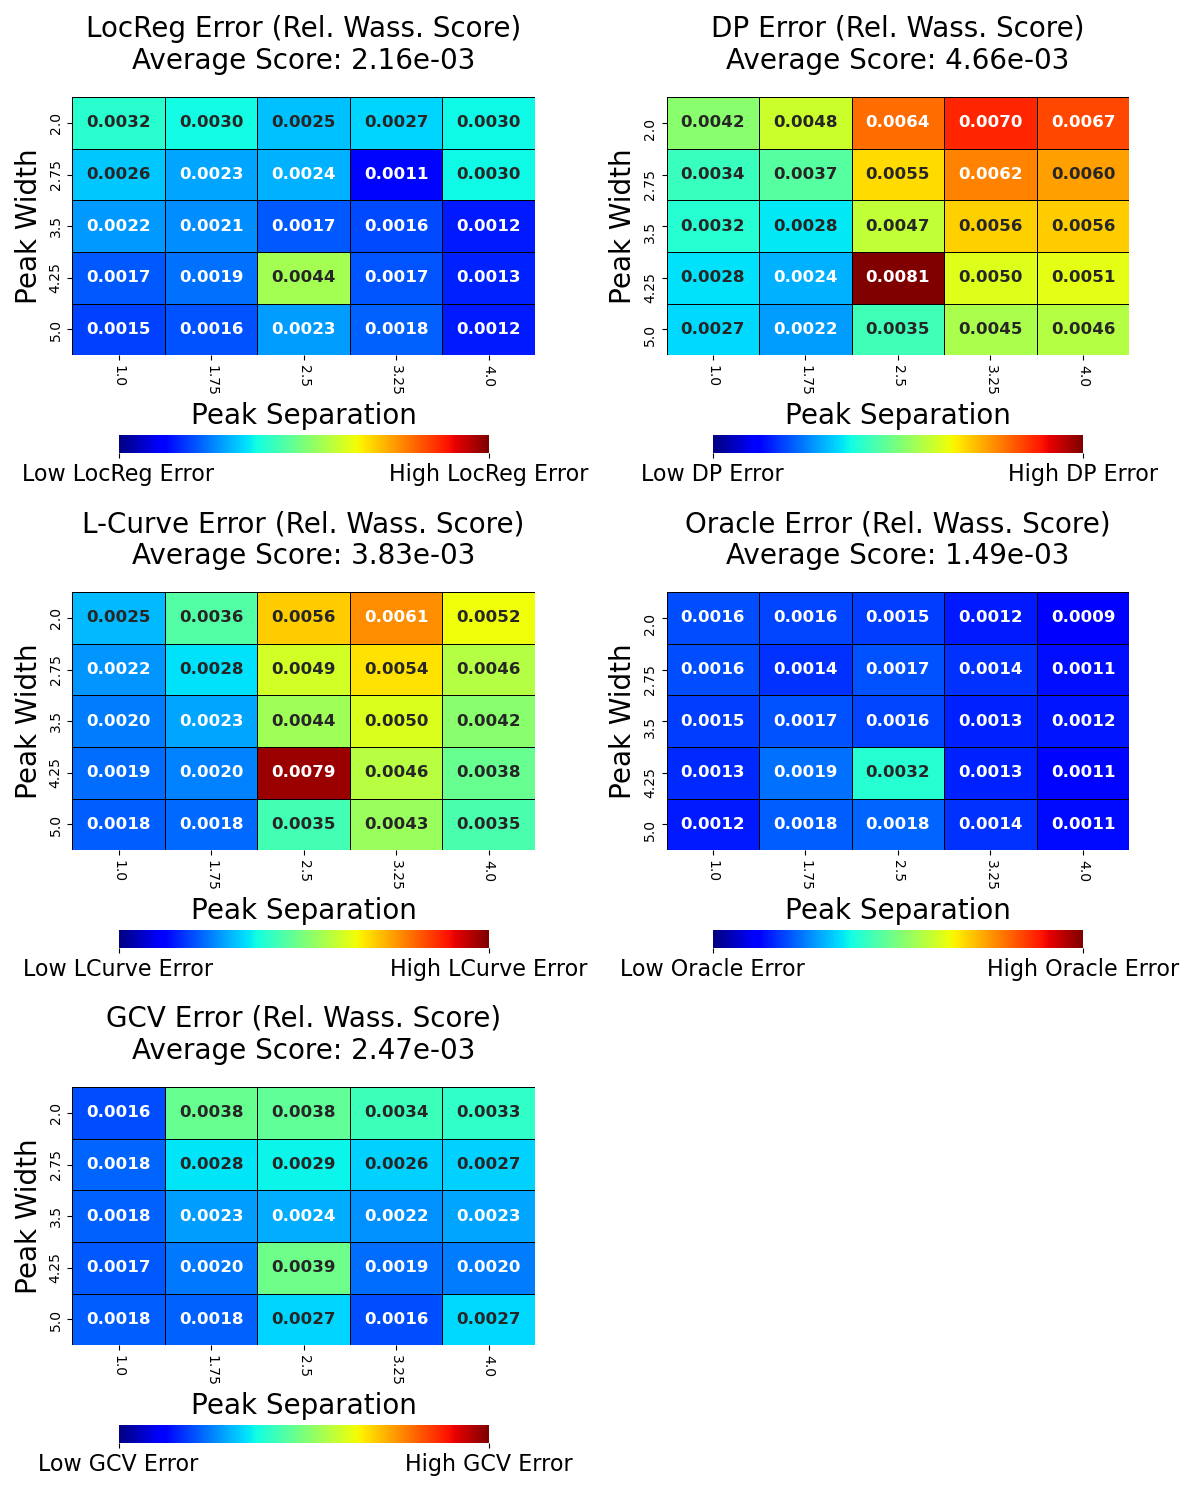 LocReg Error (Rel. Wass. Score)
Average Score: 2.16e-03
Peak Width
2.0 0.0032 0.0030 0.0025 0.0027 0.0030
2.75 0.0026 0.0023 0.0024 0.0011 0.0030
3.5 0.0022 0.0021 0.0017 0.0016 0.0012
4.25 0.0017 0.0019 0.0044 0.0017 0.0013
5.0 0.0015 0.0016 0.0023 0.0018 0.0012
1.0 1.75 2.5 3.25 4.0
Peak Separation
Low LocReg Error High LocReg Error
DP Error (Rel. Wass. Score)
Average Score: 4.66e-03
Peak Width
2.0 0.0042 0.0048 0.0064 0.0070 0.0067
2.75 0.0034 0.0037 0.0055 0.0062 0.0060
3.5 0.0032 0.0028 0.0047 0.0056 0.0056
4.25 0.0028 0.0024 0.0081 0.0050 0.0051
5.0 0.0027 0.0022 0.0035 0.0045 0.0046
1.0 1.75 2.5 3.25 4.0
Peak Separation
Low DP Error High DP Error
L-Curve Error (Rel. Wass. Score)
Average Score: 3.83e-03
Peak Width
2.0 0.0025 0.0036 0.0056 0.0061 0.0052
2.75 0.0022 0.0028 0.0049 0.0054 0.0046
3.5 0.0020 0.0023 0.0044 0.0050 0.0042
4.25 0.0019 0.0020 0.0079 0.0046 0.0038
5.0 0.0018 0.0018 0.0035 0.0043 0.0035
1.0 1.75 2.5 3.25 4.0
Peak Separation
Low LCurve Error High LCurve Error
Oracle Error (Rel. Wass. Score)
Average Score: 1.49e-03
Peak Width
2.0 0.0016 0.0016 0.0015 0.0012 0.0009
2.75 0.0016 0.0014 0.0017 0.0014 0.0011
3.5 0.0015 0.0017 0.0016 0.0013 0.0012
4.25 0.0013 0.0019 0.0032 0.0013 0.0011
5.0 0.0012 0.0018 0.0018 0.0014 0.0011
1.0 1.75 2.5 3.25 4.0
Peak Separation
Low Oracle Error High Oracle Error
GCV Error (Rel. Wass. Score)
Average Score: 2.47e-03
Peak Width
2.0 0.0016 0.0038 0.0038 0.0034 0.0033
2.75 0.0018 0.0028 0.0029 0.0026 0.0027
3.5 0.0018 0.0023 0.0024 0.0022 0.0023
4.25 0.0017 0.0020 0.0039 0.0019 0.0020
5.0 0.0018 0.0018 0.0027 0.0016 0.0027
1.0 1.75 2.5 3.25 4.0
Peak Separation
Low GCV Error High GCV Error